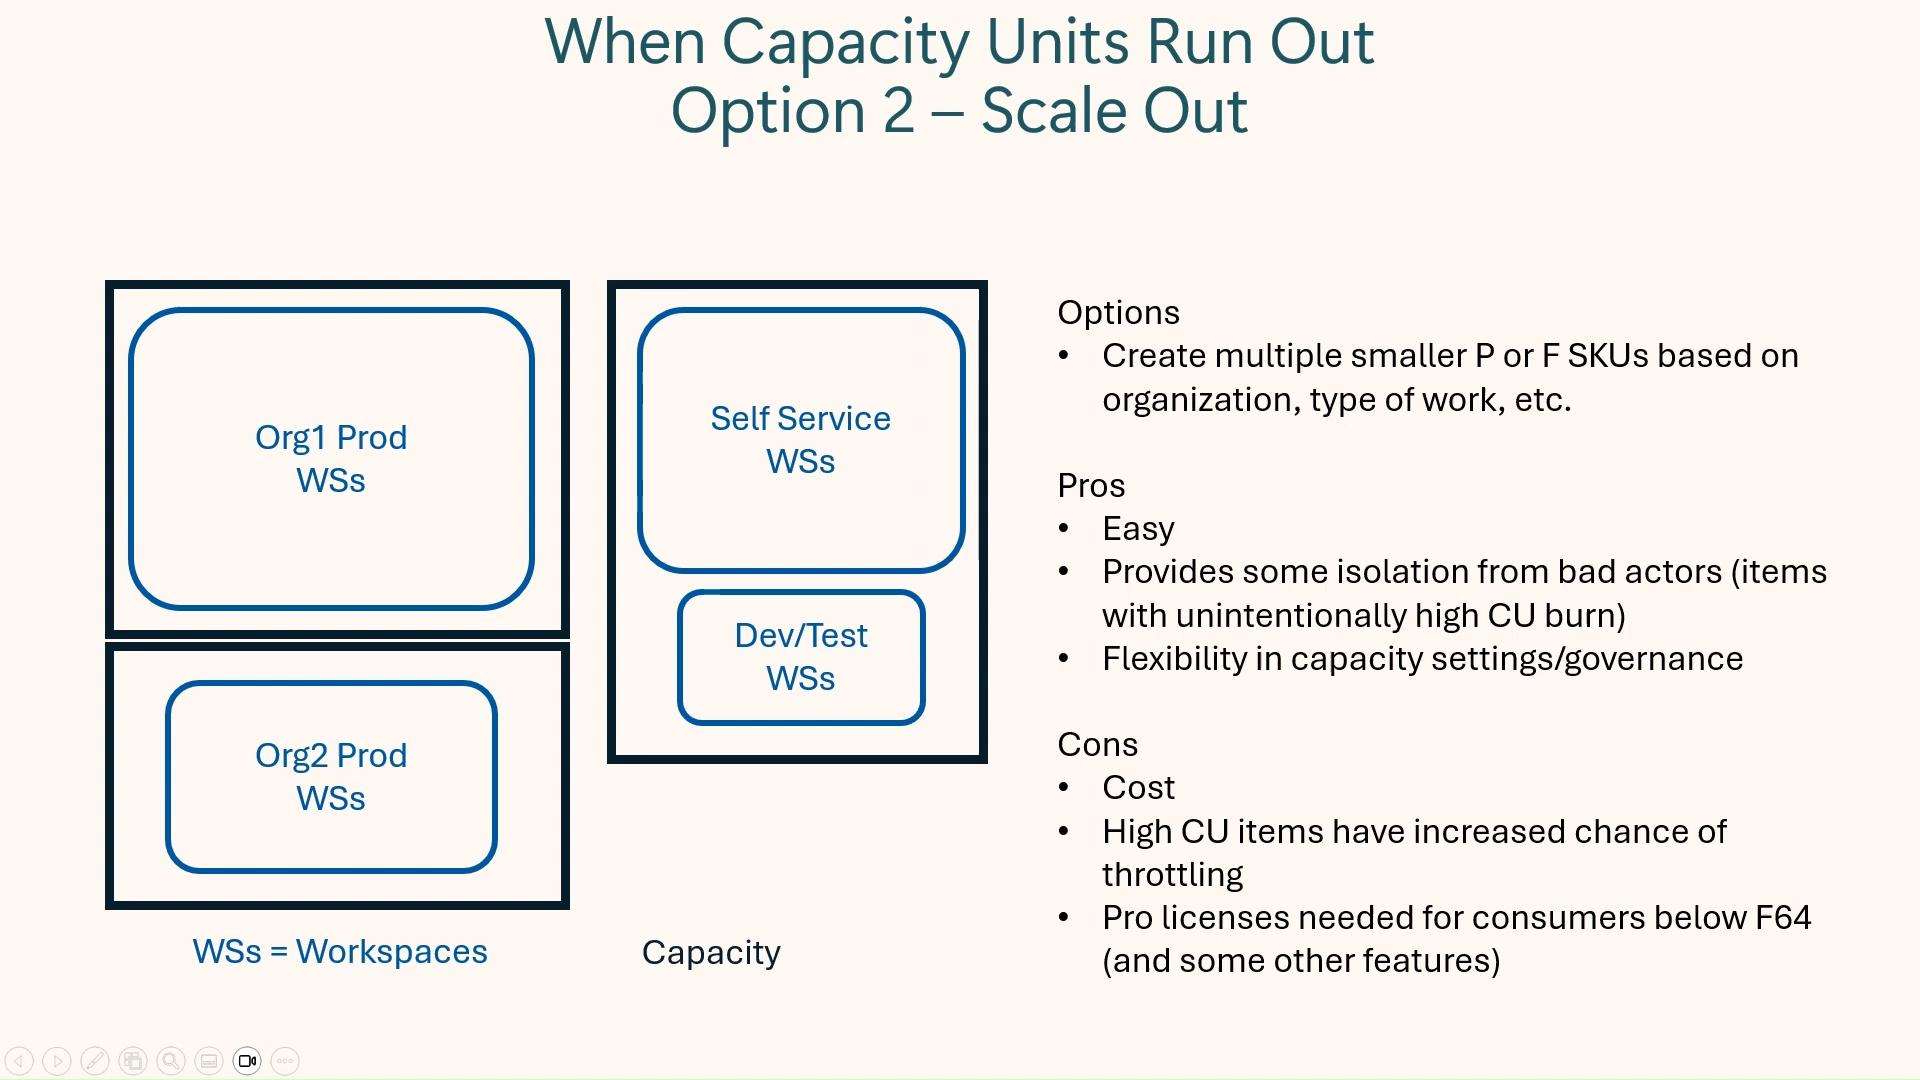 When Capacity Units Run Out
Option 2 – Scale Out
Org1 Prod
WSs
Org2 Prod
WSs
Self Service
WSs
Dev/Test
WSs
WSs = Workspaces
Capacity
Options
• Create multiple smaller P or F SKUs based on
organization, type of work, etc.
Pros
• Easy
• Provides some isolation from bad actors (items
with unintentionally high CU burn)
• Flexibility in capacity settings/governance
Cons
• Cost
• High CU items have increased chance of
throttling
• Pro licenses needed for consumers below F64
(and some other features)